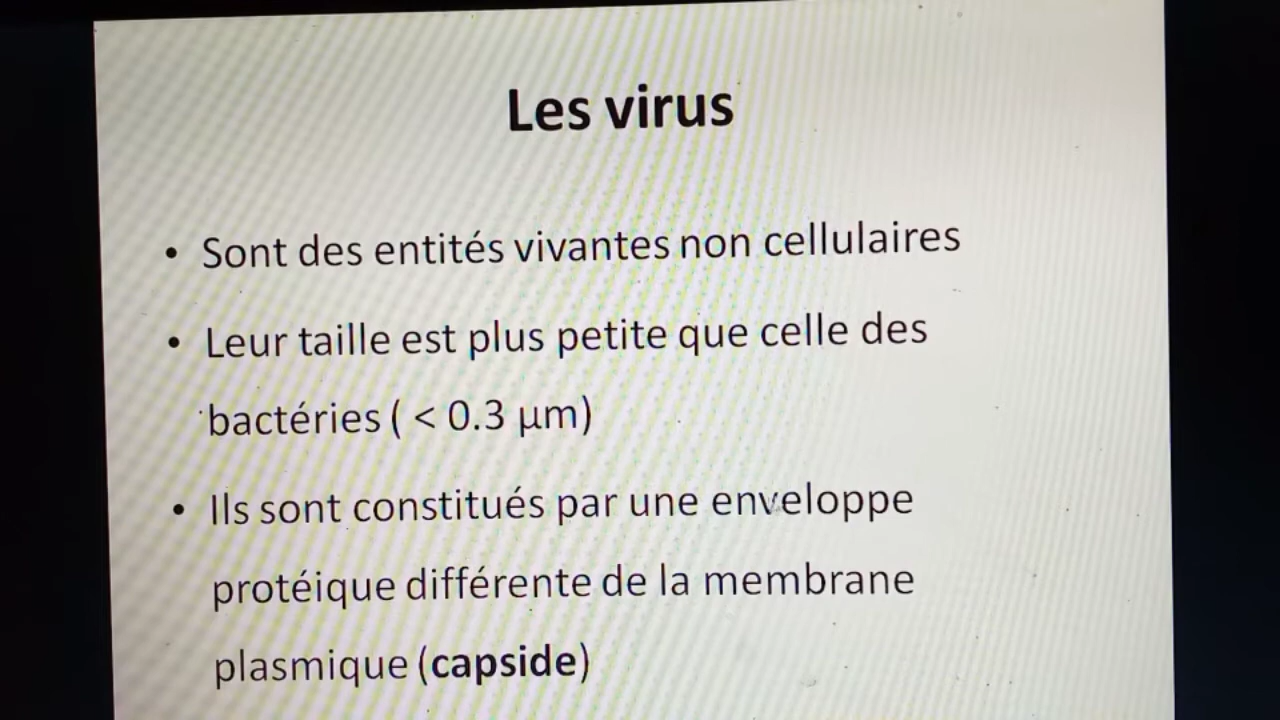 Les virus
• Sont des entités vivantes non cellulaires
• Leur taille est plus petite que celle des
bactéries ( < 0.3 µm)
• Ils sont constitués par une enveloppe
protéique différente de la membrane
plasmique (capside)